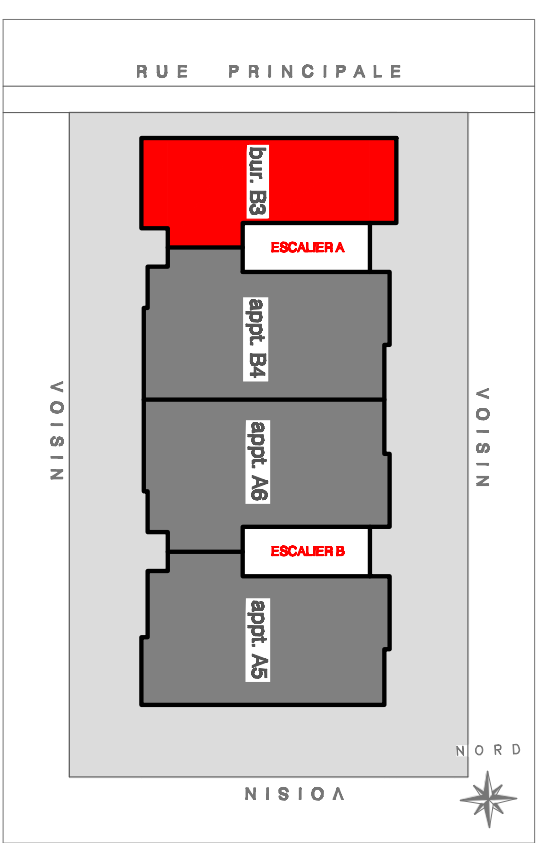 RUE PRINCIPALE
bur. B3
ESCALIER A
appt. B4
VOISIN
VOISIN
appt. A6
ESCALIER B
appt. A5
NORD
VOISIN